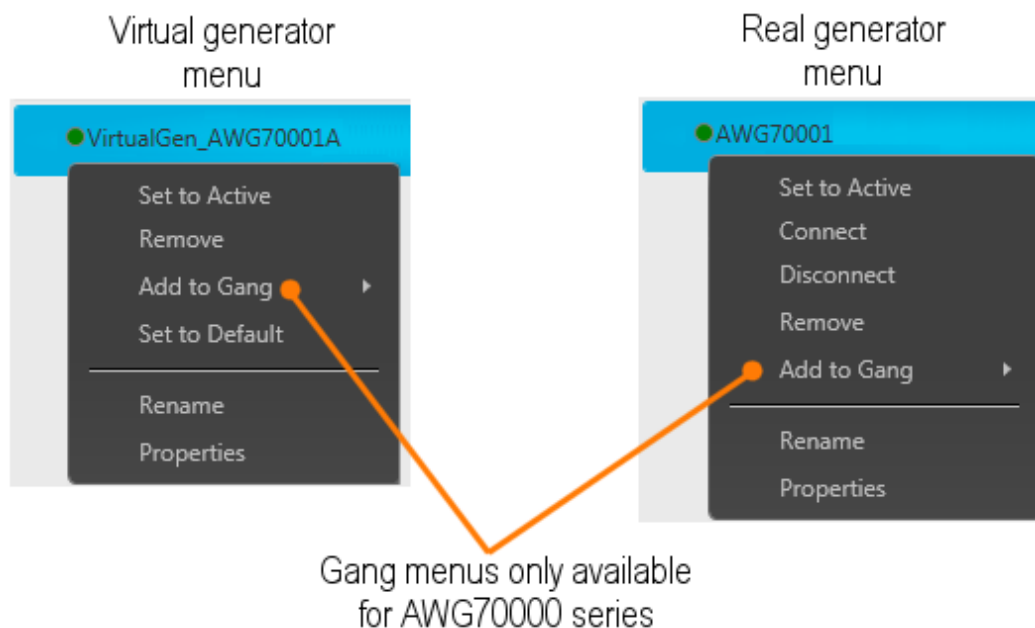 Virtual generator
menu
VirtualGen_AWG70001A
Set to Active
Remove
Add to Gang
Set to Default
Rename
Properties
Real generator
menu
AWG70001
Set to Active
Connect
Disconnect
Remove
Add to Gang
Rename
Properties
Gang menus only available
for AWG70000 series